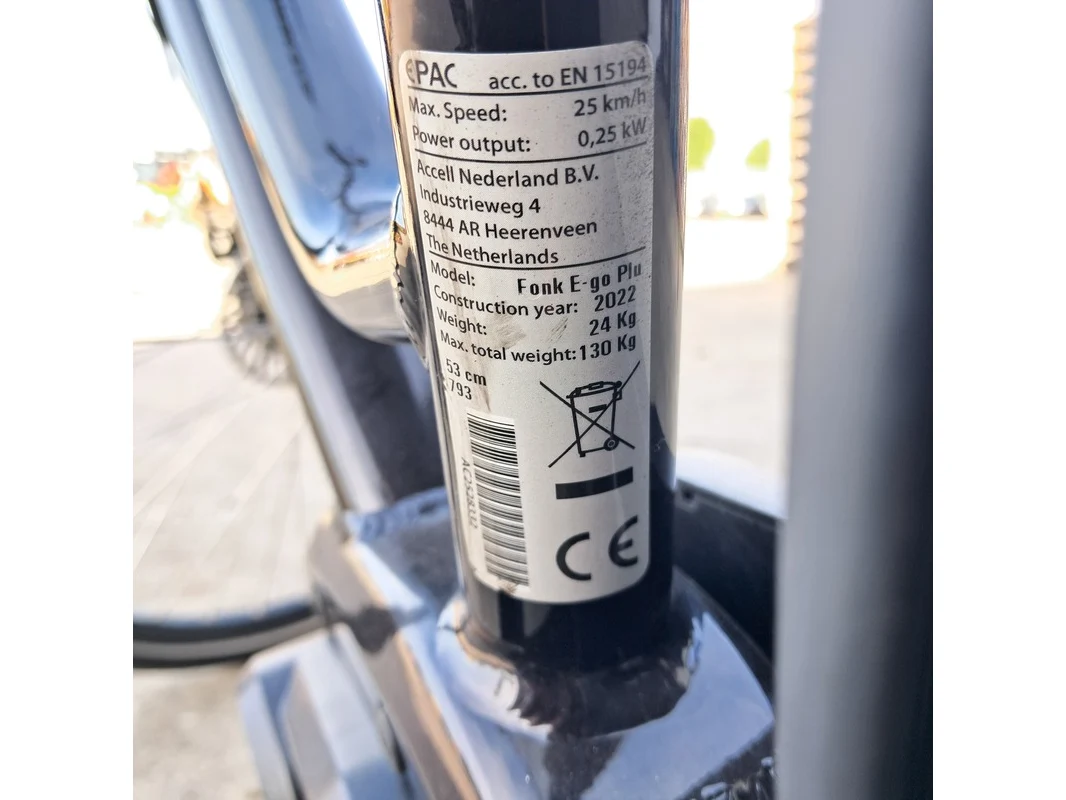 EPAC acc. to EN 15194
Max. Speed: 25 km/h
Power output: 0,25 kW
Accell Nederland B.V.
Industrieweg 4
8444 AR Heerenveen
The Netherlands
Model: Fonk E-go Plu
Construction year: 2022
Weight: 24 Kg
Max. total weight: 130 Kg
53 cm
793
CE